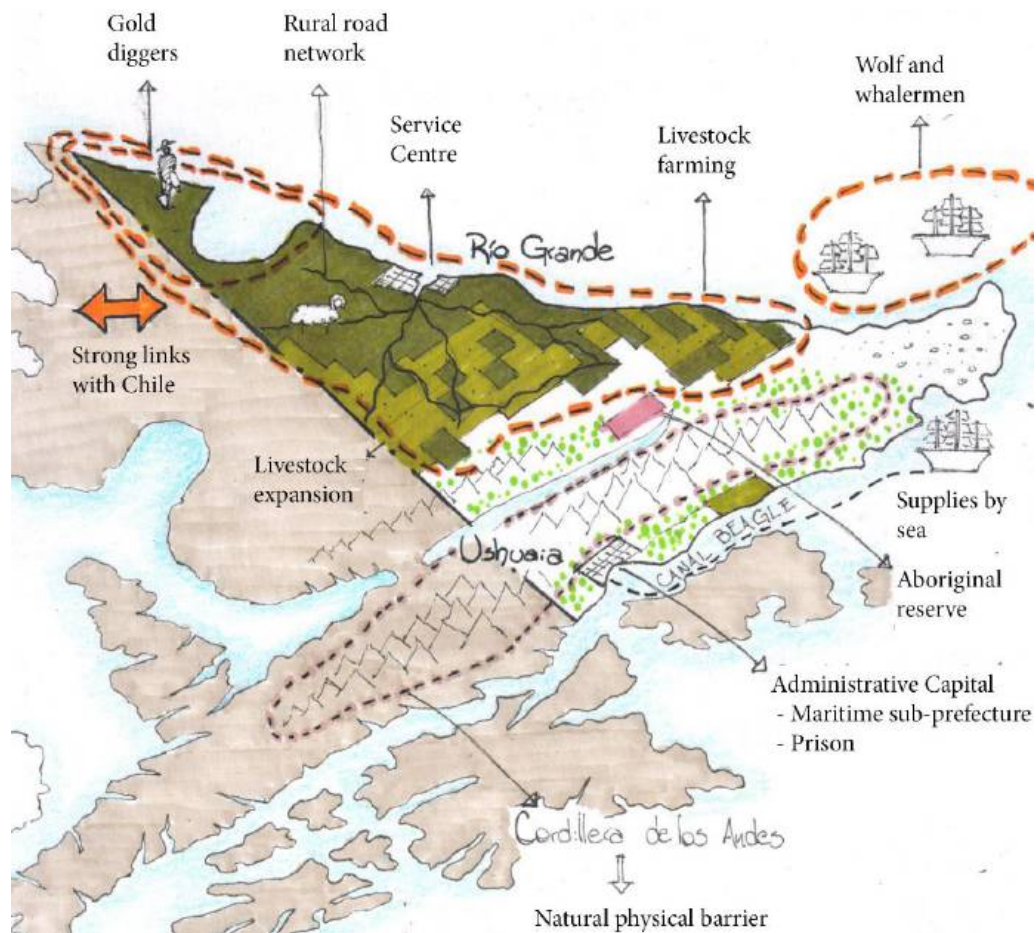 Gold
diggers
Rural road
network
Wolf and
whalermen
Service
Centre
Livestock
farming
Río Grande
Strong links
with Chile
Livestock
expansion
Supplies by
sea
Ushuaia
CANAL BEAGLE
Aboriginal
reserve
Administrative Capital
- Maritime sub-prefecture
- Prison
Cordillera de los Andes
Natural physical barrier